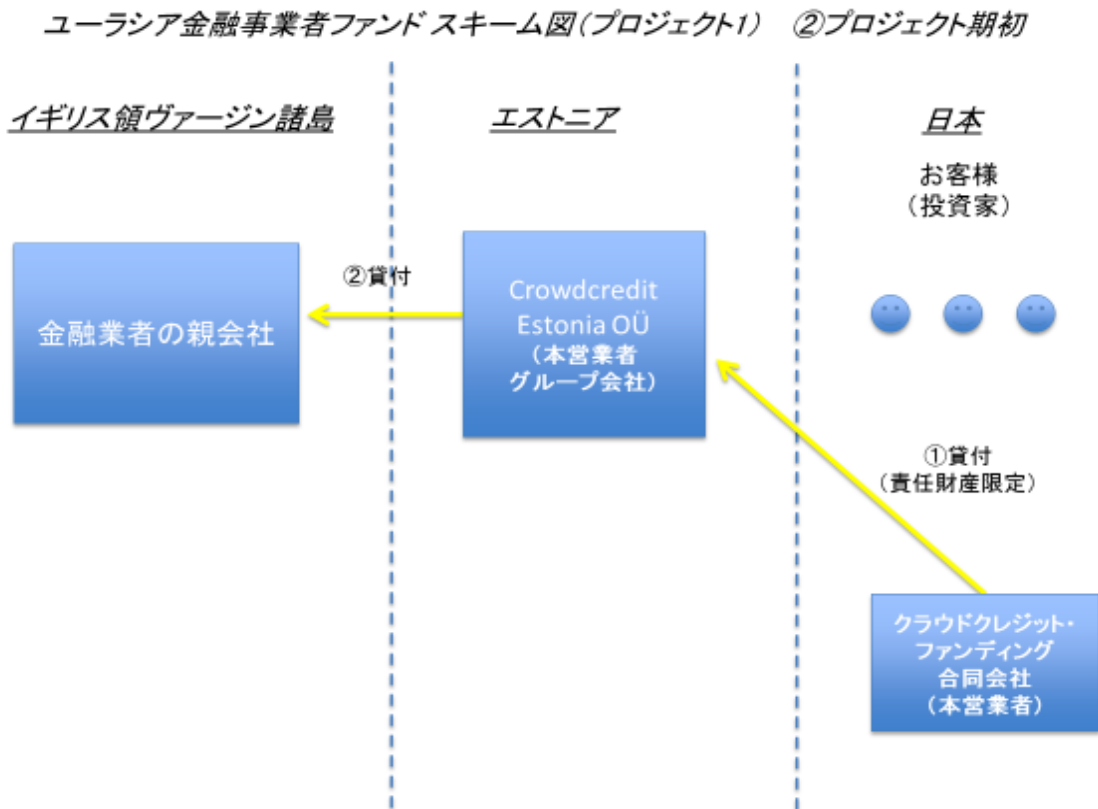 ユーラシア金融事業者ファンド スキーム図（プロジェクト1）　②プロジェクト期初
イギリス領ヴァージン諸島
エストニア
日本
お客様
（投資家）
金融業者の親会社
②貸付
Crowdcredit
Estonia OÜ
（本営業者
グループ会社）
①貸付
（責任財産限定）
クラウドクレジット・
ファンディング
合同会社
（本営業者）